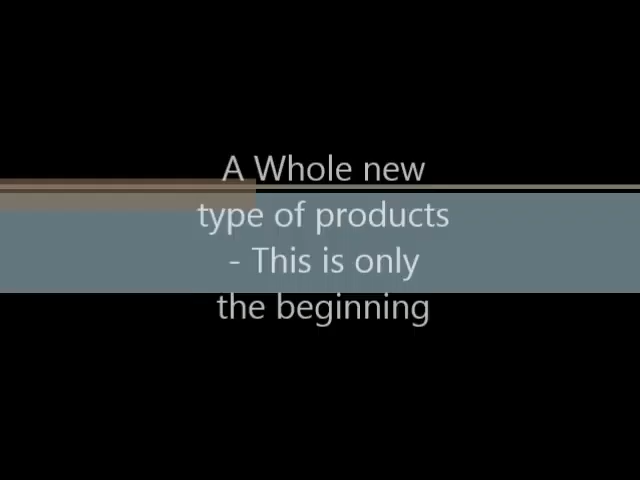 A Whole new
type of products
- This is only
the beginning